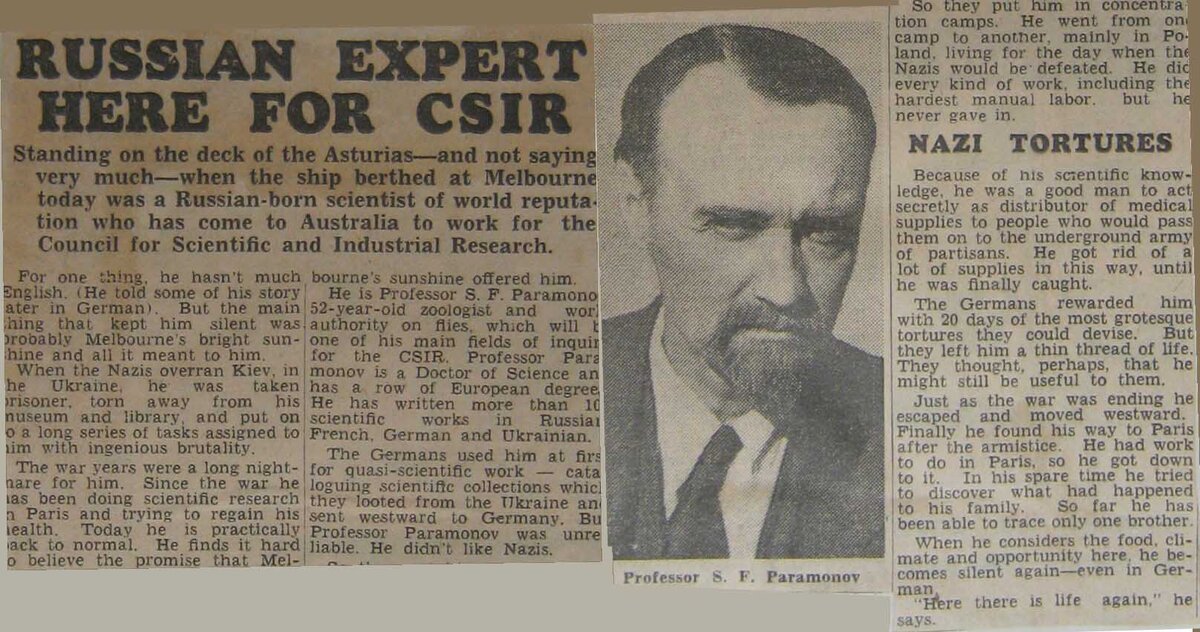 RUSSIAN EXPERT
HERE FOR CSIR
Standing on the deck of the Asturias—and not saying
very much—when the ship berthed at Melbourne
today was a Russian-born scientist of world reputa-
tion who has come to Australia to work for the
Council for Scientific and Industrial Research.
For one thing, he hasn't much
English. (He told some of his story
ater in German). But the main
hing that kept him silent was
probably Melbourne's bright sun-
hine and all it meant to him.
When the Nazis overran Kiev, in
he Ukraine, he was taken
risoner, torn away from his
museum and library, and put on
o a long series of tasks assigned to
im with ingenious brutality.
The war years were a long night-
mare for him. Since the war he
has been doing scientific research
n Paris and trying to regain his
health. Today he is practically
ack to normal. He finds it hard
o believe the promise that Mel-
bourne's sunshine offered him.
He is Professor S. F. Paramono
52-year-old zoologist and worl
authority on flies, which will b
one of his main fields of inquir
for the CSIR. Professor Para
monov is a Doctor of Science an
has a row of European degree
He has written more than 10
scientific works in Russian
French, German and Ukrainian.
The Germans used him at firs
for quasi-scientific work — cata
loguing scientific collections which
they looted from the Ukraine an
sent westward to Germany. Bu
Professor Paramonov was unre
liable. He didn't like Nazis.
Professor S. F. Paramonov
So they put him in concentra-
tion camps. He went from one
camp to another, mainly in Po-
land, living for the day when the
Nazis would be defeated. He did
every kind of work, including the
hardest manual labor, but he
never gave in.
NAZI TORTURES
Because of his scientific know-
ledge, he was a good man to act
secretly as distributor of medical
supplies to people who would pass
them on to the underground army
of partisans. He got rid of a
lot of supplies in this way, until
he was finally caught.
The Germans rewarded him
with 20 days of the most grotesque
tortures they could devise. But
they left him a thin thread of life.
They thought, perhaps, that he
might still be useful to them.
Just as the war was ending he
escaped and moved westward.
Finally he found his way to Paris
after the armistice. He had work
to do in Paris, so he got down
to it. In his spare time he tried
to discover what had happened
to his family. So far he has
been able to trace only one brother.
When he considers the food, cli-
mate and opportunity here, he be-
comes silent again—even in Ger-
man.
"Here there is life again," he
says.